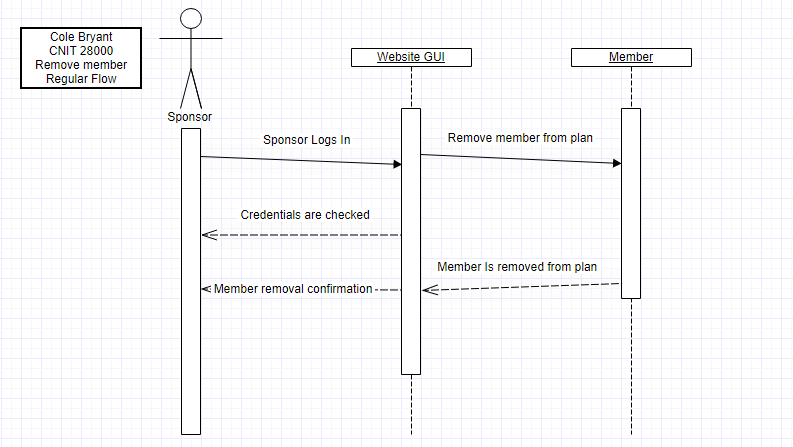 Cole Bryant
CNIT 28000
Remove member
Regular Flow
Sponsor
Website GUI
Member
Sponsor Logs In
Remove member from plan
Credentials are checked
Member Is removed from plan
Member removal confirmation